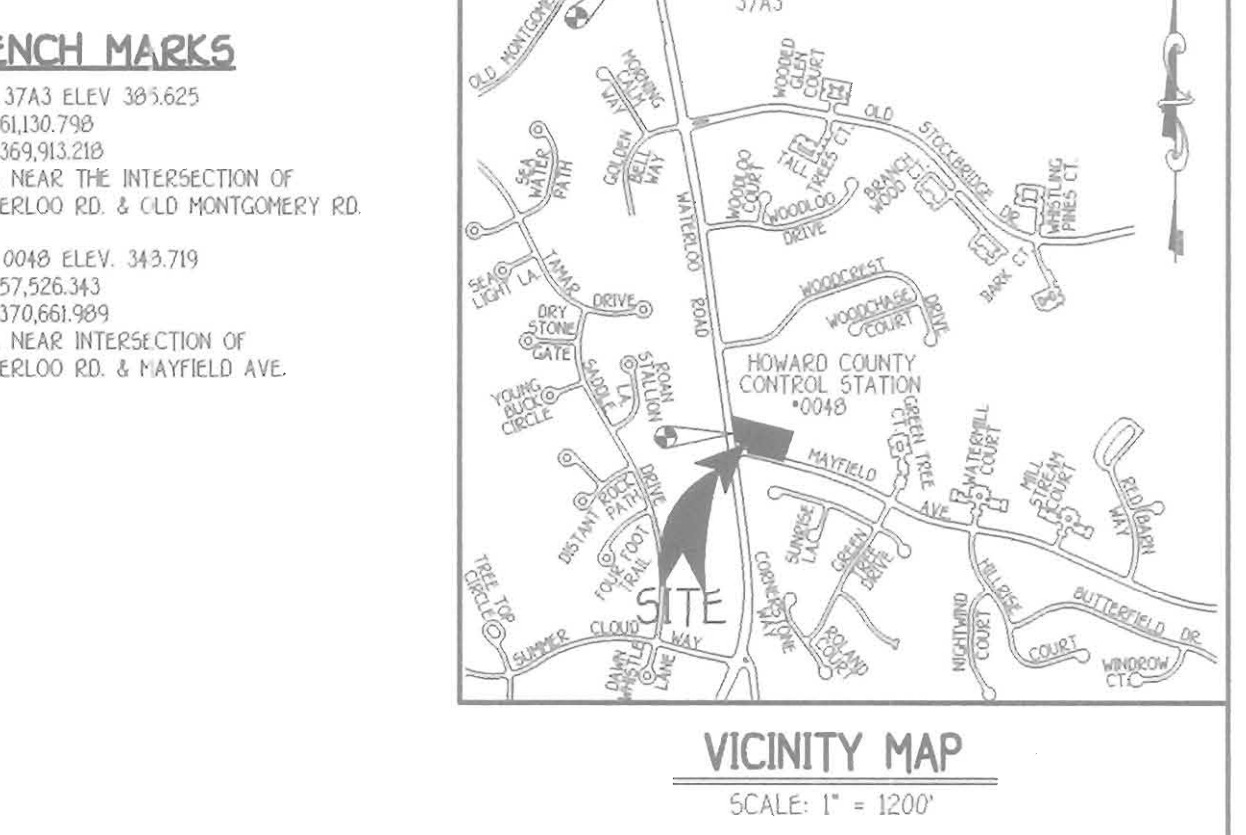 ENCH MARKS
37A3 ELEV 385.625
61,130.798
369,913.218
NEAR THE INTERSECTION OF
ERLOO RD. & OLD MONTGOMERY RD.
0048 ELEV. 343.719
57,526.343
370,661.989
NEAR INTERSECTION OF
ERLOO RD. & MAYFIELD AVE.
37A3
OLD MONTGOME
MORNING
CALM
WAY
GOLDEN
BELL
WAY
WOODED
GLEN
COURT
OLD
STOCKBRIDGE
DR
TALL
TREES CT.
BRANCH
WOOD
WHISTLING
PINES CT.
BARK CT
SEA
WATER
PATH
WATERLOO
ROAD
WOODLOO
COURT
WOODLOO
DRIVE
SEA
LIGHT LA.
TAMAR
DRIVE
DRY
STONE
GATE
WOODCREST
DRIVE
WOODCHASE
COURT
YOUNG
BUCK
CIRCLE
SADDLE
DRIVE
ROAN
STALLION
LA.
HOWARD COUNTY
CONTROL STATION
•0048
GREEN TREE
CT.
MAYFIELD
AVE.
WATERMILL
COURT
MILL
STREAM
COURT
RED BARN
WAY
DISTANT ROCK
PATH
FOUR FOOT
TRAIL
SUNRISE
LA
GREEN
TREE
DRIVE
TREE TOP
CIRCLE
SITE
CORNERSTONE
WAY
ROLAND
COURT
HILLRISE
COURT
NIGHTWIND
COURT
BUTTERFIELD DR.
WINDROW
CT.
SUMMER CLOUD WAY
DAWN
WHISTLE
LANE
VICINITY MAP
SCALE: 1" = 1200'